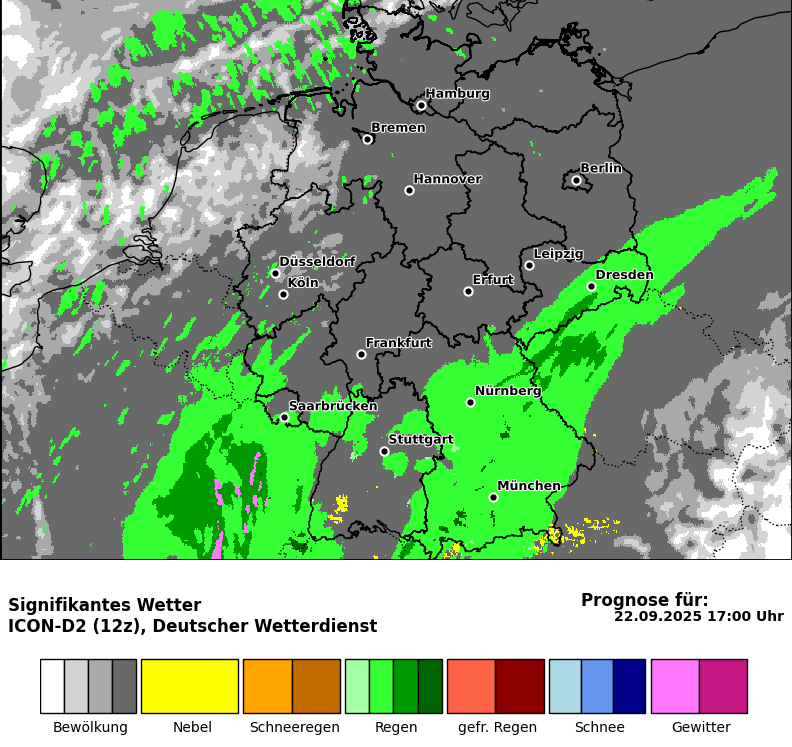 Hamburg
Bremen
Berlin
Hannover
Leipzig
Düsseldorf
Dresden
Köln
Erfurt
Frankfurt
Nürnberg
Saarbrücken
Stuttgart
München
Signifikantes Wetter
ICON-D2 (12z), Deutscher Wetterdienst
Prognose für:
22.09.2025 17:00 Uhr
Bewölkung Nebel Schneeregen Regen gefr. Regen Schnee Gewitter